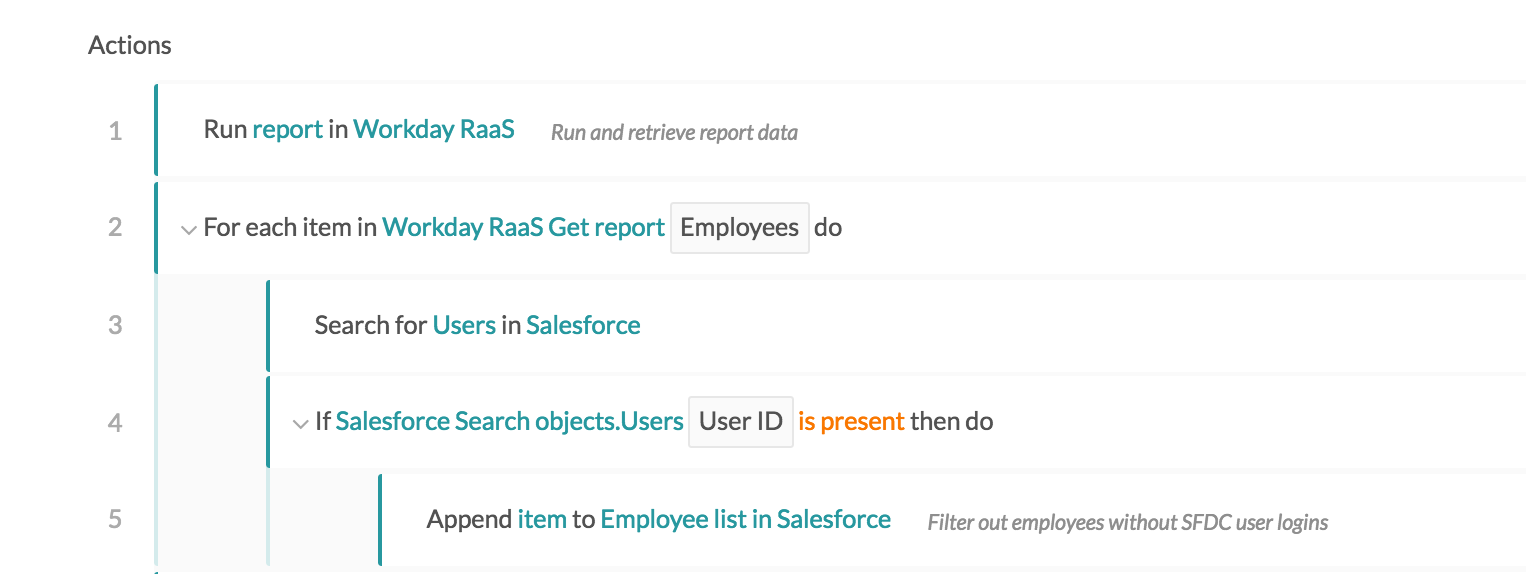 Actions
1 Run report in Workday RaaS Run and retrieve report data
2 For each item in Workday RaaS Get report Employees do
3 Search for Users in Salesforce
4 If Salesforce Search objects.Users User ID is present then do
5 Append item to Employee list in Salesforce Filter out employees without SFDC user logins